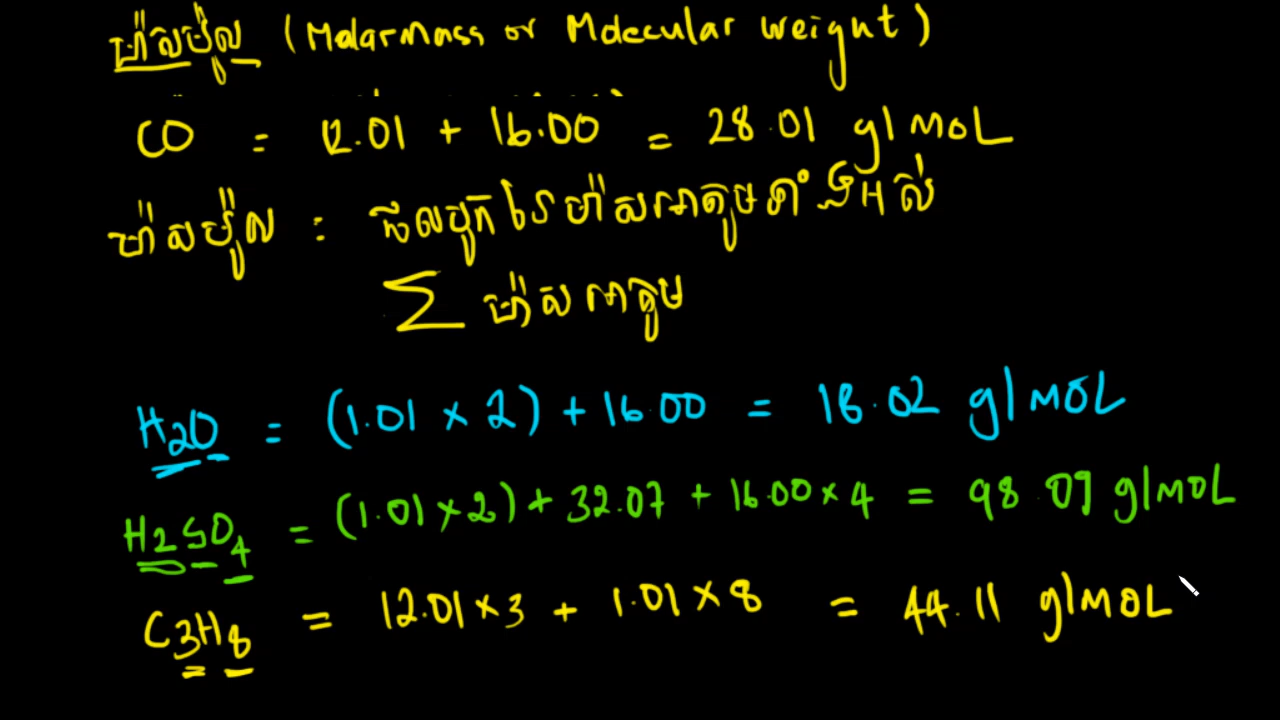 ម៉ាសម៉ូល (Molarmass or Molecular weight)
CO = 12.01 + 16.00 = 28.01 g/mol
ម៉ាសម៉ូល : ផលបូកនៃម៉ាសអាតូមទាំងអស់
∑ ម៉ាសអាតូម
H2O = (1.01 × 2) + 16.00 = 18.02 g/mol
H2SO4 = (1.01 × 2) + 32.07 + 16.00 × 4 = 98.09 g/mol
C3H8 = 12.01 × 3 + 1.01 × 8 = 44.11 g/mol